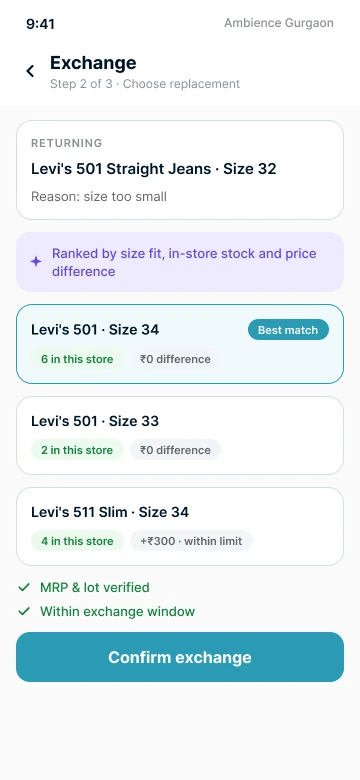 9:41
Ambience Gurgaon
Exchange
Step 2 of 3 · Choose replacement
RETURNING
Levi's 501 Straight Jeans · Size 32
Reason: size too small
Ranked by size fit, in-store stock and price
difference
Levi's 501 · Size 34
Best match
6 in this store
₹0 difference
Levi's 501 · Size 33
2 in this store
₹0 difference
Levi's 511 Slim · Size 34
4 in this store
+₹300 · within limit
MRP & lot verified
Within exchange window
Confirm exchange